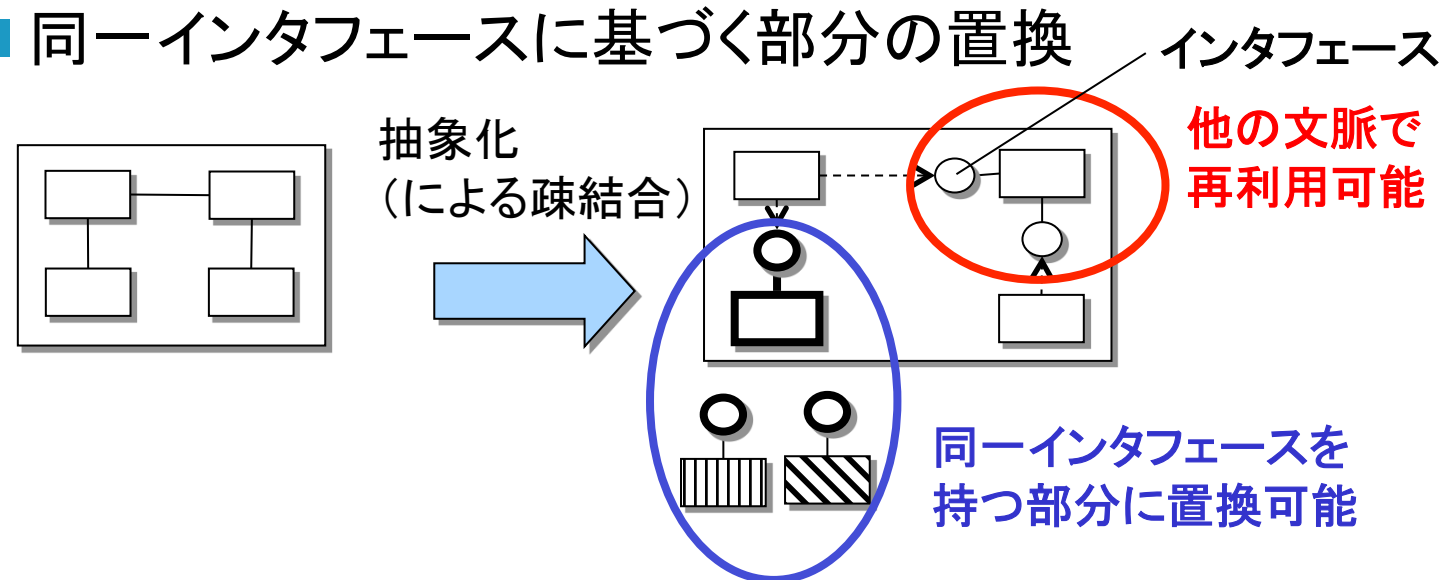 同一インタフェースに基づく部分の置換
インタフェース
抽象化
（による疎結合）
他の文脈で
再利用可能
同一インタフェースを
持つ部分に置換可能